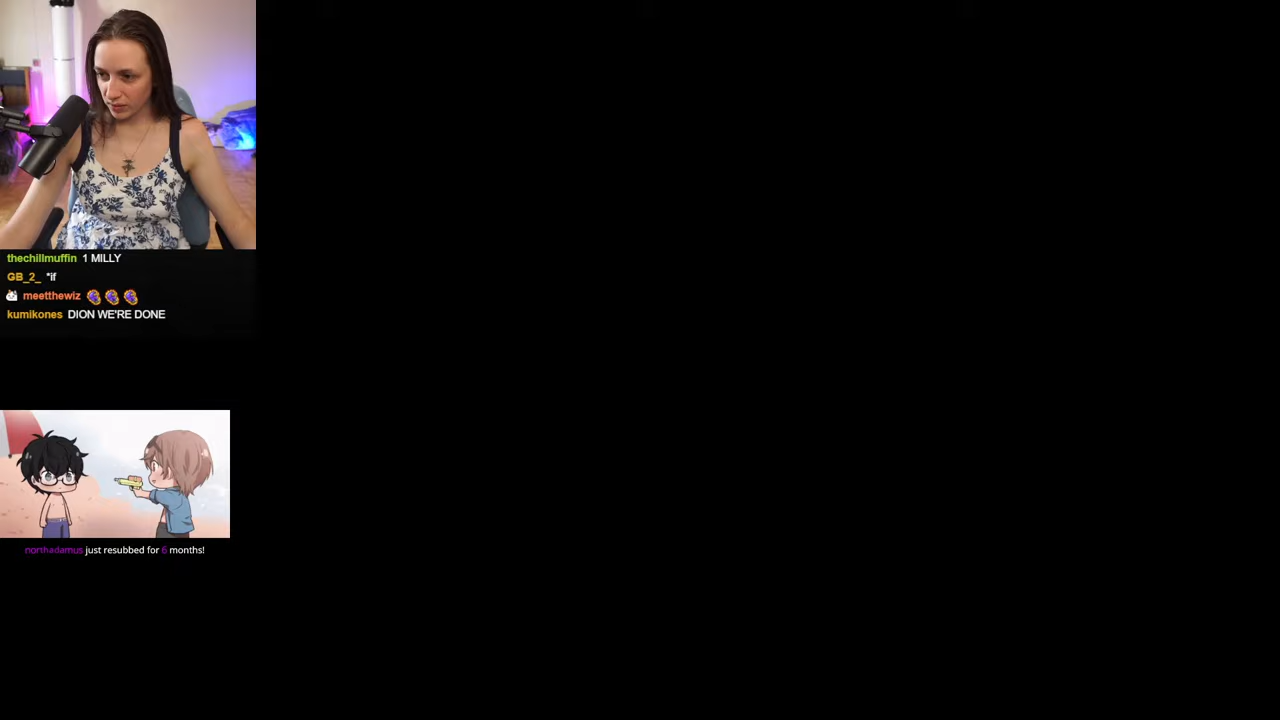 thechillmuffin 1 MILLY
GB_2_ *if
meetthewiz
kumikones DION WE'RE DONE
northadamus just resubbed for 6 months!